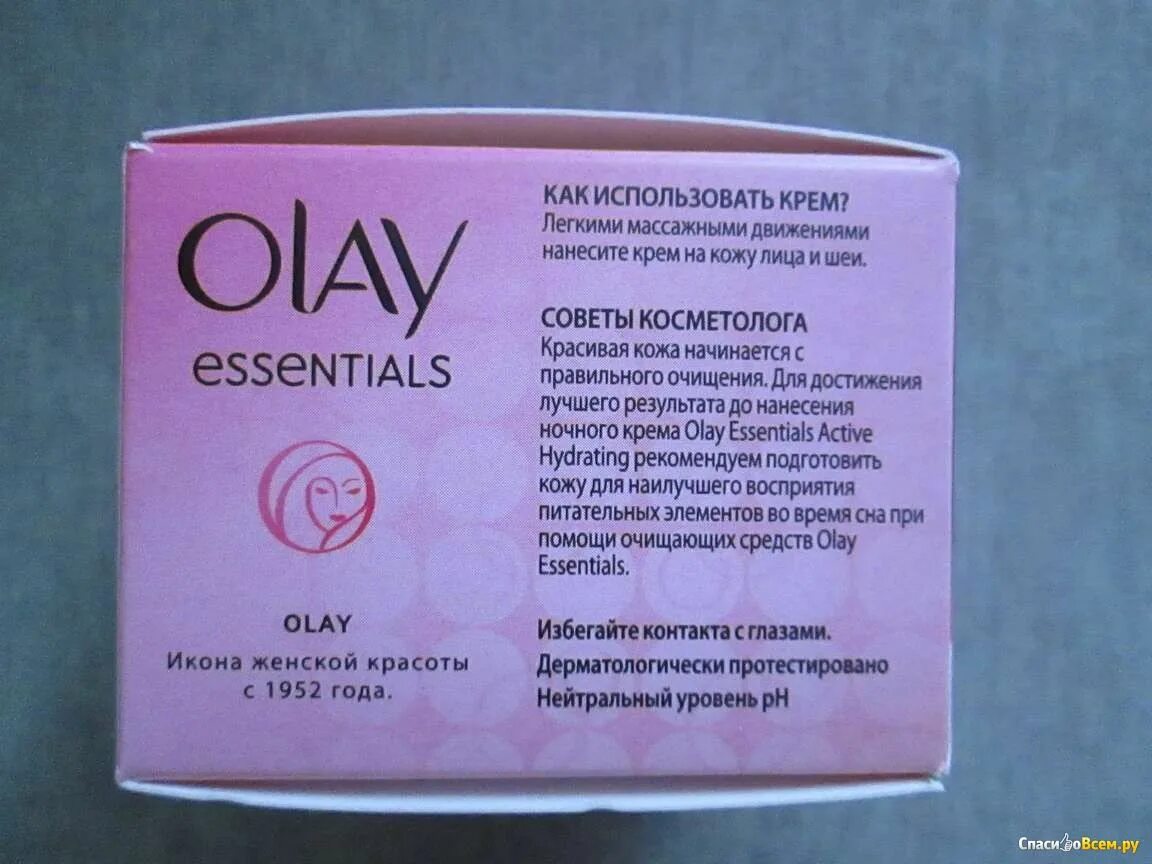 Olay
essentials
OLAY
Икона женской красоты
с 1952 года.
КАК ИСПОЛЬЗОВАТЬ КРЕМ?
Легкими массажными движениями
нанесите крем на кожу лица и шеи.
СОВЕТЫ КОСМЕТОЛОГА
Красивая кожа начинается с
правильного очищения. Для достижения
лучшего результата до нанесения
ночного крема Olay Essentials Active
Hydrating рекомендуем подготовить
кожу для наилучшего восприятия
питательных элементов во время сна при
помощи очищающих средств Olay
Essentials.
Избегайте контакта с глазами.
Дерматологически протестировано
Нейтральный уровень pH
СпасибоВсем.ру